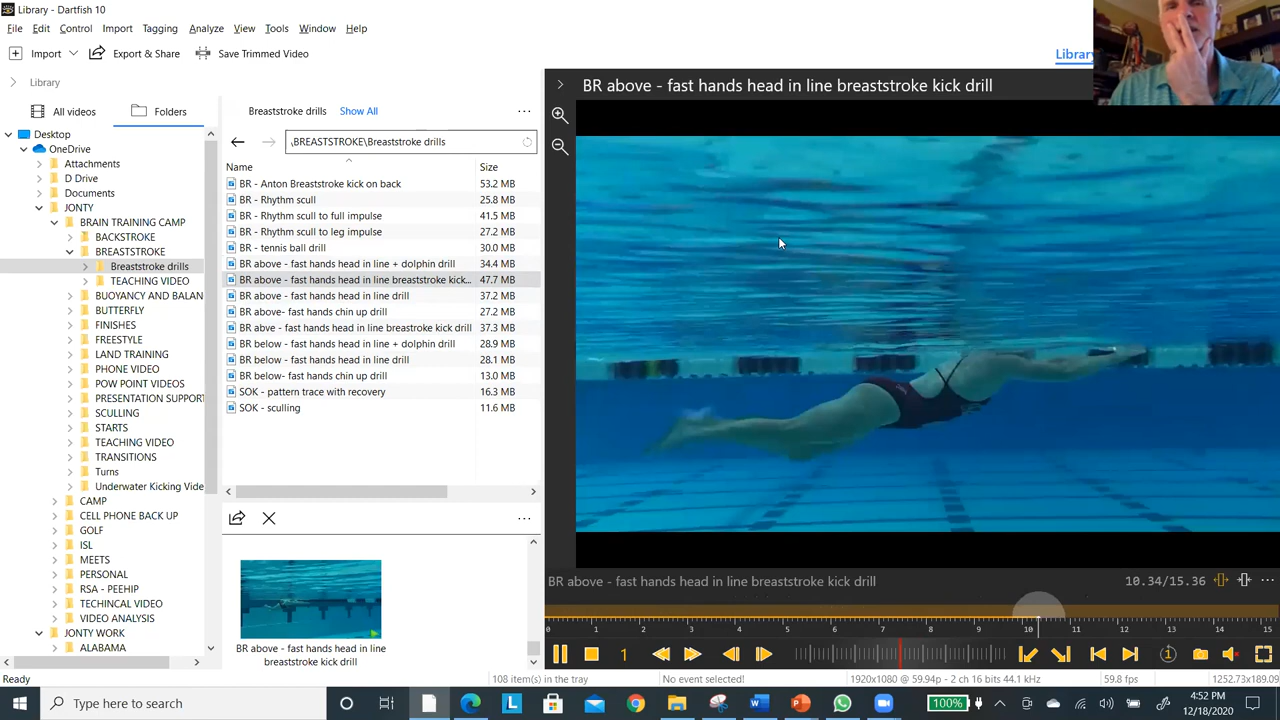 Library - Dartfish 10
File Edit Control Import Tagging Analyze View Tools Window Help
Import Export & Share Save Trimmed Video
Library
Library
All videos Folders
Desktop
OneDrive
Attachments
D Drive
Documents
JONTY
BRAIN TRAINING CAMP
BACKSTROKE
BREASTSTROKE
Breaststroke drills
TEACHING VIDEO
BUOYANCY AND BALAN
BUTTERFLY
FINISHES
FREESTYLE
LAND TRAINING
PHONE VIDEO
POW POINT VIDEOS
PRESENTATION SUPPORT
SCULLING
STARTS
TEACHING VIDEO
TRANSITIONS
Turns
Underwater Kicking Vide
CAMP
CELL PHONE BACK UP
GOLF
ISL
MEETS
PERSONAL
RSA - PEEHIP
TECHINCAL VIDEO
VIDEO ANALYSIS
JONTY WORK
ALABAMA
Breaststroke drills Show All ...
\BREASTSTROKE\Breaststroke drills
Name Size
BR - Anton Breaststroke kick on back 53.2 MB
BR - Rhythm scull 25.8 MB
BR - Rhythm scull to full impulse 41.5 MB
BR - Rhythm scull to leg impulse 27.2 MB
BR - tennis ball drill 30.0 MB
BR above - fast hands head in line + dolphin drill 34.4 MB
BR above - fast hands head in line breaststroke kick... 47.7 MB
BR above - fast hands head in line drill 37.2 MB
BR above- fast hands chin up drill 27.2 MB
BR abve - fast hands head in line breastroke kick drill 37.3 MB
BR below - fast hands head in line + dolphin drill 28.9 MB
BR below - fast hands head in line drill 28.1 MB
BR below- fast hands chin up drill 13.0 MB
SOK - pattern trace with recovery 16.3 MB
SOK - sculling 11.6 MB
...
BR above - fast hands head in line
breaststroke kick drill
BR above - fast hands head in line breaststroke kick drill
BR above - fast hands head in line breaststroke kick drill 10.34/15.36 ...
0 1 2 3 4 5 6 7 8 9 10 11 12 13 14 15
1
Ready 108 item(s) in the tray No event selected! 1920x1080 @ 59.94p - 2 ch 16 bits 44.1 kHz 59.8 fps 1252.73x189.09
Type here to search 100% 4:52 PM
12/18/2020